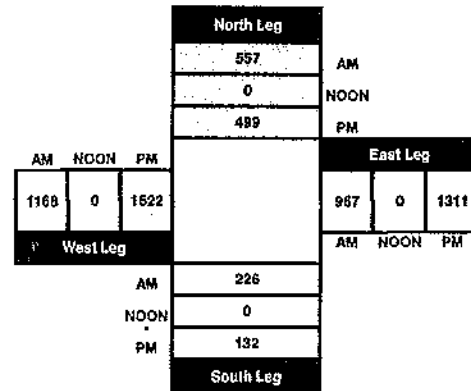 North Leg
557 AM
0 NOON
499 PM
AM NOON PM
East Leg
1168 0 1522
967 0 1311
West Leg
AM NOON PM
AM 226
NOON 0
PM 132
South Leg